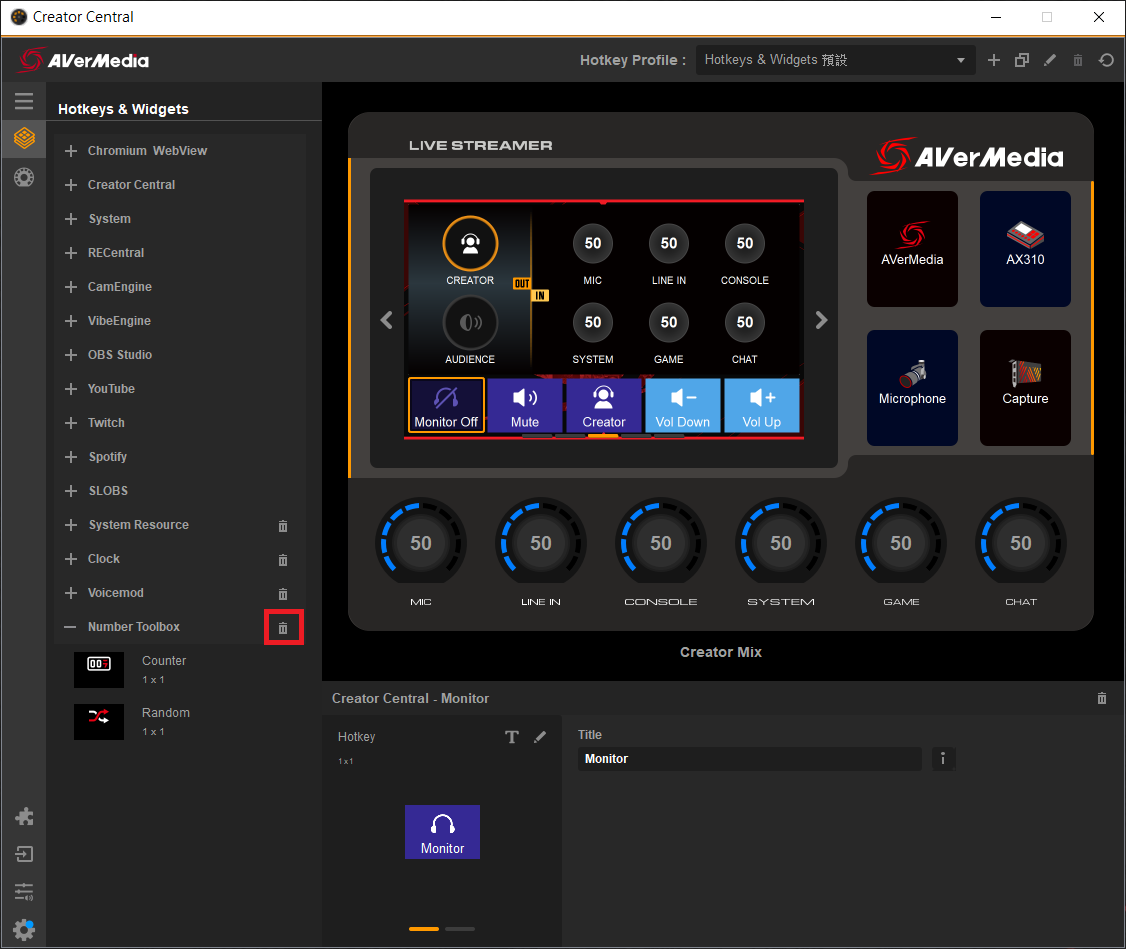 Creator Central
AVerMedia
Hotkey Profile :
Hotkeys & Widgets 預設
Hotkeys & Widgets
Chromium WebView
Creator Central
System
RECentral
CamEngine
VibeEngine
OBS Studio
YouTube
Twitch
Spotify
SLOBS
System Resource
Clock
Voicemod
Number Toolbox
007
Counter
1 x 1
Random
1 x 1
LIVE STREAMER
AVerMedia
CREATOR
OUT
IN
AUDIENCE
50 50 50
MIC LINE IN CONSOLE
50 50 50
SYSTEM GAME CHAT
Monitor Off Mute Creator Vol Down Vol Up
AVerMedia AX310
Microphone Capture
50 50 50 50 50 50
MIC LINE IN CONSOLE SYSTEM GAME CHAT
Creator Mix
Creator Central - Monitor
Hotkey
T
1 x 1
Monitor
Title
Monitor
i